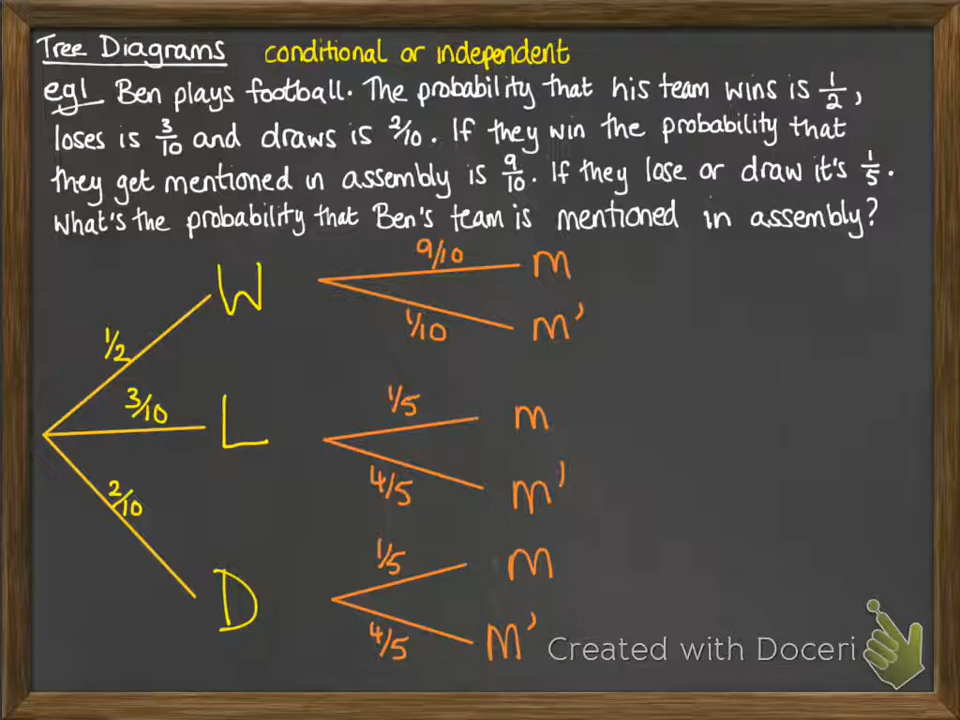 Tree Diagrams conditional or independent
eg1 Ben plays football. The probability that his team wins is 1/2,
loses is 3/10 and draws is 2/10. If they win the probability that
they get mentioned in assembly is 9/10. If they lose or draw it's 1/5.
What's the probability that Ben's team is mentioned in assembly?
9/10 m
W
1/10 m'
1/2
3/10 L
1/5 m
4/5 m'
2/10
D
1/5 m
4/5 m'
Created with Doceri